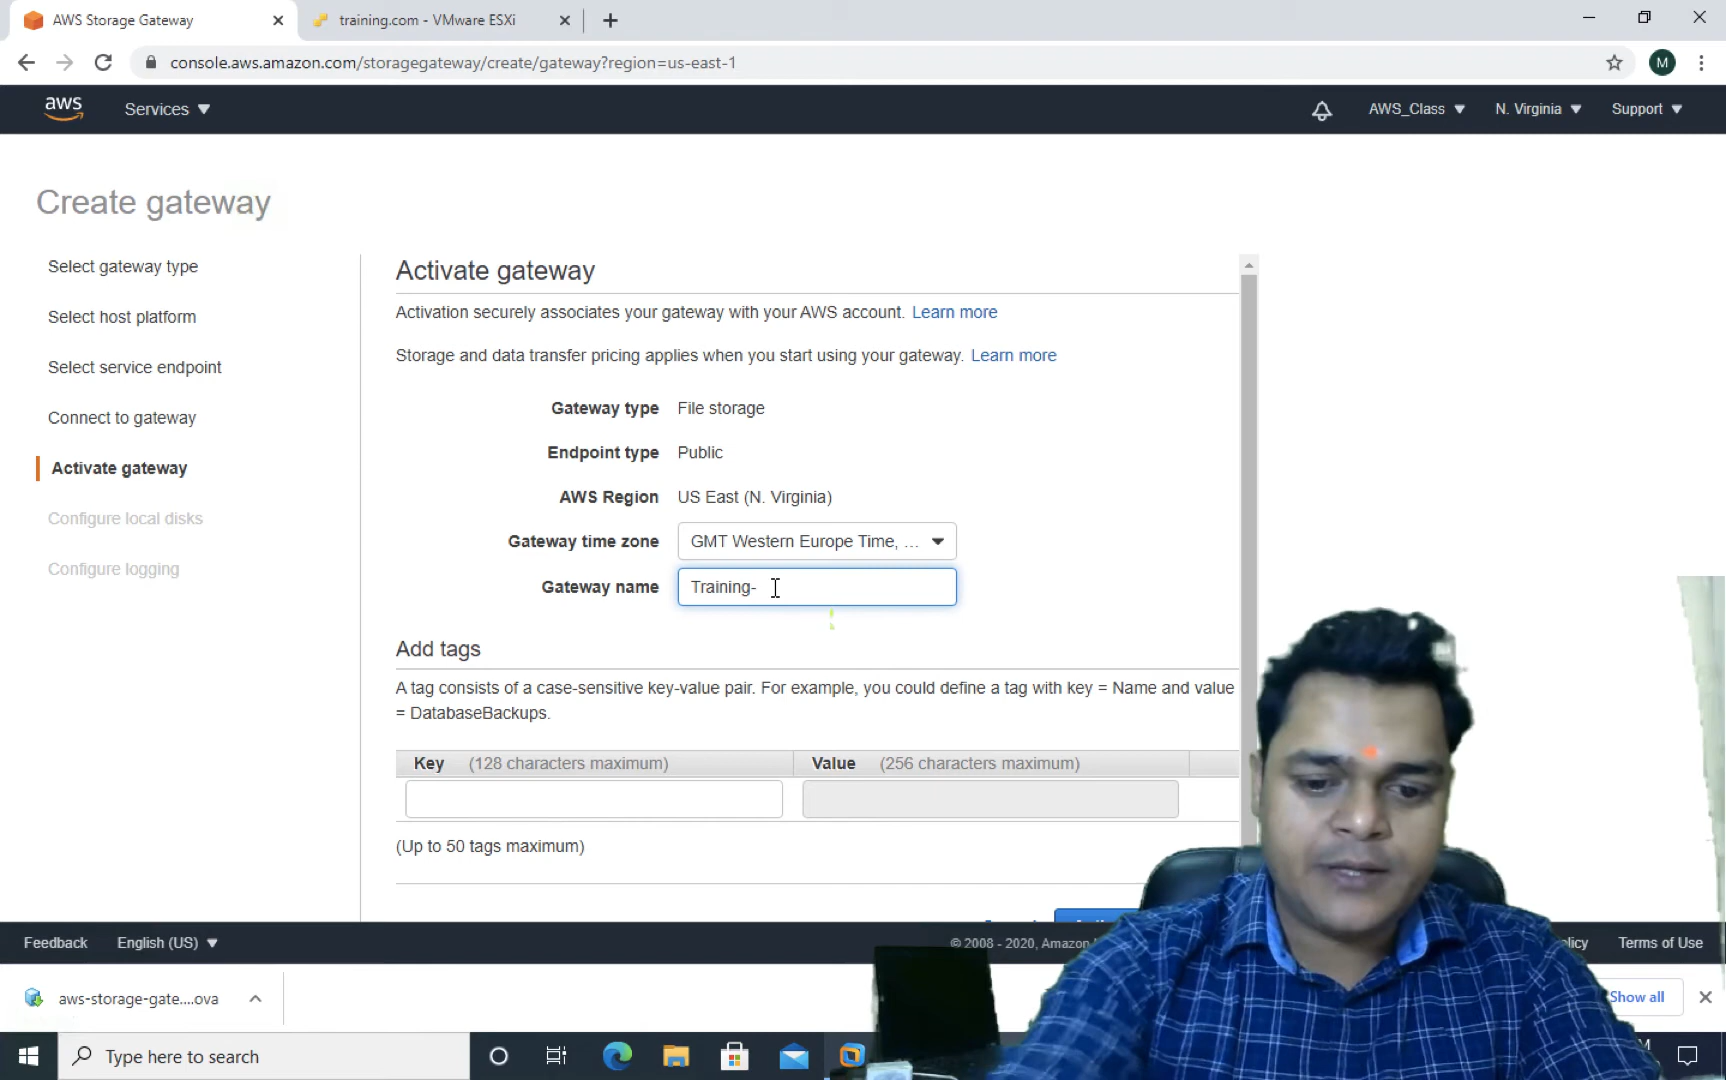 AWS Storage Gateway
training.com - VMware ESXi
console.aws.amazon.com/storagegateway/create/gateway?region=us-east-1
M
aws
Services
AWS_Class
N. Virginia
Support
Create gateway
Select gateway type
Select host platform
Select service endpoint
Connect to gateway
Activate gateway
Configure local disks
Configure logging
Activate gateway
Activation securely associates your gateway with your AWS account. Learn more
Storage and data transfer pricing applies when you start using your gateway. Learn more
Gateway type File storage
Endpoint type Public
AWS Region US East (N. Virginia)
Gateway time zone GMT Western Europe Time, ...
Gateway name Training-
Add tags
A tag consists of a case-sensitive key-value pair. For example, you could define a tag with key = Name and value
= DatabaseBackups.
Key (128 characters maximum) Value (256 characters maximum)
(Up to 50 tags maximum)
Feedback
English (US)
© 2008 - 2020, Amazon
Terms of Use
aws-storage-gate....ova
Show all
Type here to search